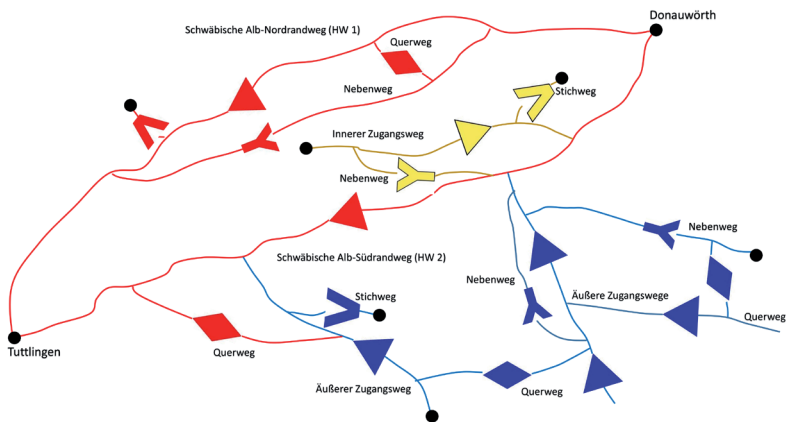 Donauwörth
Schwäbische Alb-Nordrandweg (HW 1)
Querweg
Nebenweg
Stichweg
Innerer Zugangsweg
Nebenweg
Nebenweg
Schwäbische Alb-Südrandweg (HW 2)
Nebenweg
Stichweg
Äußere Zugangswege
Querweg
Tuttlingen
Querweg
Äußerer Zugangsweg
Querweg